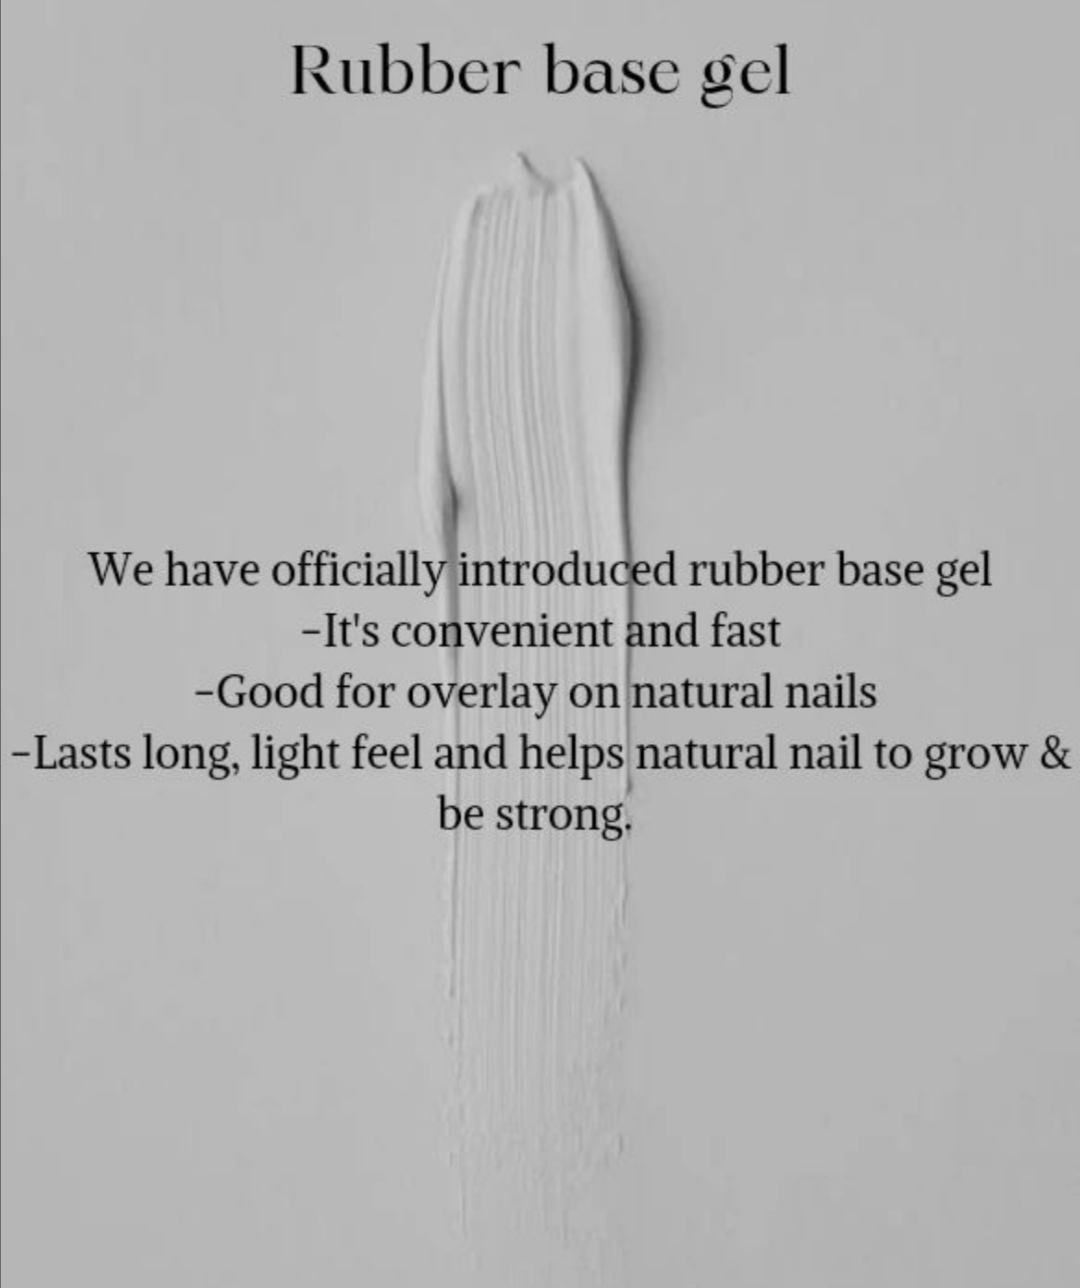 Rubber base gel
We have officially introduced rubber base gel
-It's convenient and fast
-Good for overlay on natural nails
-Lasts long, light feel and helps natural nail to grow &
be strong.